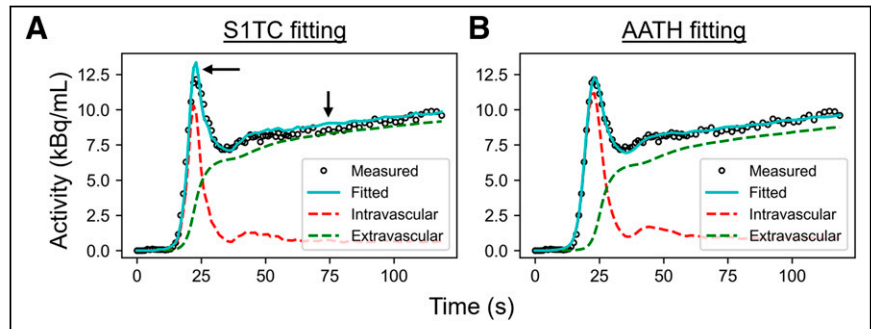 A
S1TC fitting
Activity (kBq/mL)
12.5
10.0
7.5
5.0
2.5
0.0
0
25
50
75
100
Measured
Fitted
Intravascular
Extravascular
B
AATH fitting
12.5
10.0
7.5
5.0
2.5
0.0
0
25
50
75
100
Measured
Fitted
Intravascular
Extravascular
Time (s)